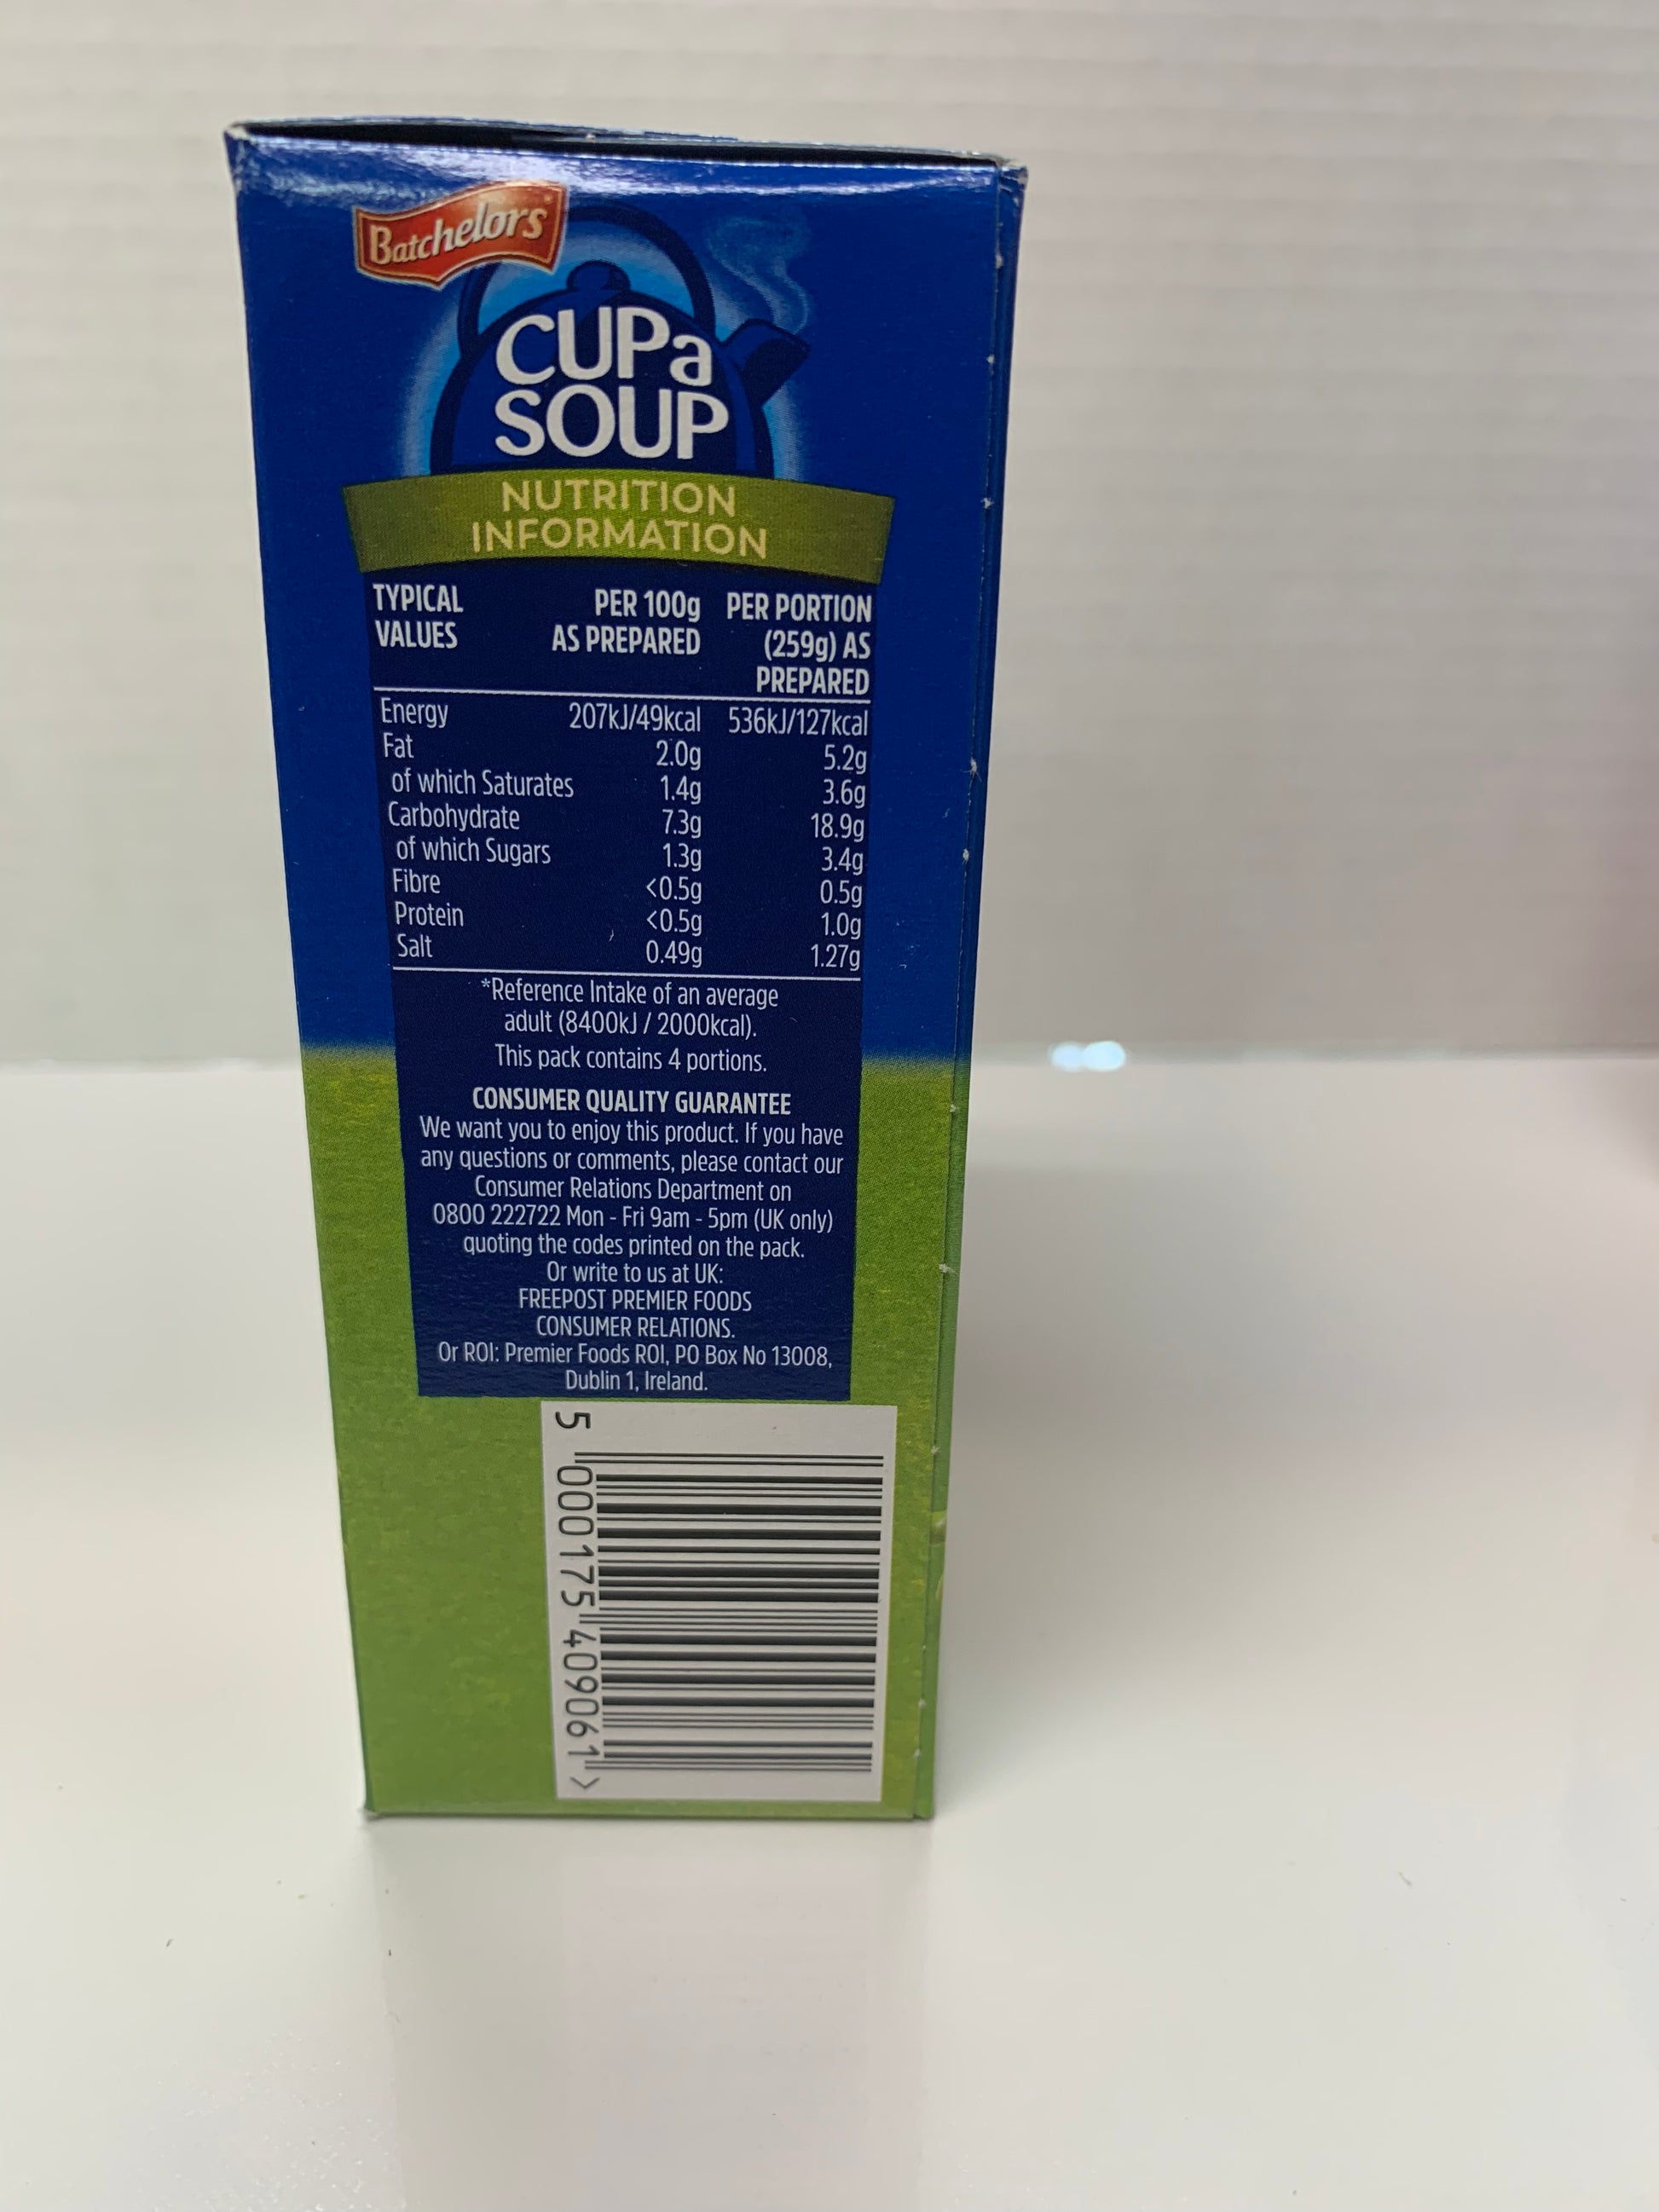 Batchelors
CUPa
SOUP
NUTRITION
INFORMATION
TYPICAL VALUES PER 100g AS PREPARED PER PORTION (259g) AS PREPARED
Energy 207kJ/49kcal 536kJ/127kcal
Fat 2.0g 5.2g
of which Saturates 1.4g 3.6g
Carbohydrate 7.3g 18.9g
of which Sugars 1.3g 3.4g
Fibre <0.5g 0.5g
Protein <0.5g 1.0g
Salt 0.49g 1.27g
*Reference Intake of an average
adult (8400kJ / 2000kcal).
This pack contains 4 portions.
CONSUMER QUALITY GUARANTEE
We want you to enjoy this product. If you have
any questions or comments, please contact our
Consumer Relations Department on
0800 222722 Mon - Fri 9am - 5pm (UK only)
quoting the codes printed on the pack.
Or write to us at UK:
FREEPOST PREMIER FOODS
CONSUMER RELATIONS.
Or ROI: Premier Foods ROI, PO Box No 13008,
Dublin 1, Ireland.
5 000175 409061 >